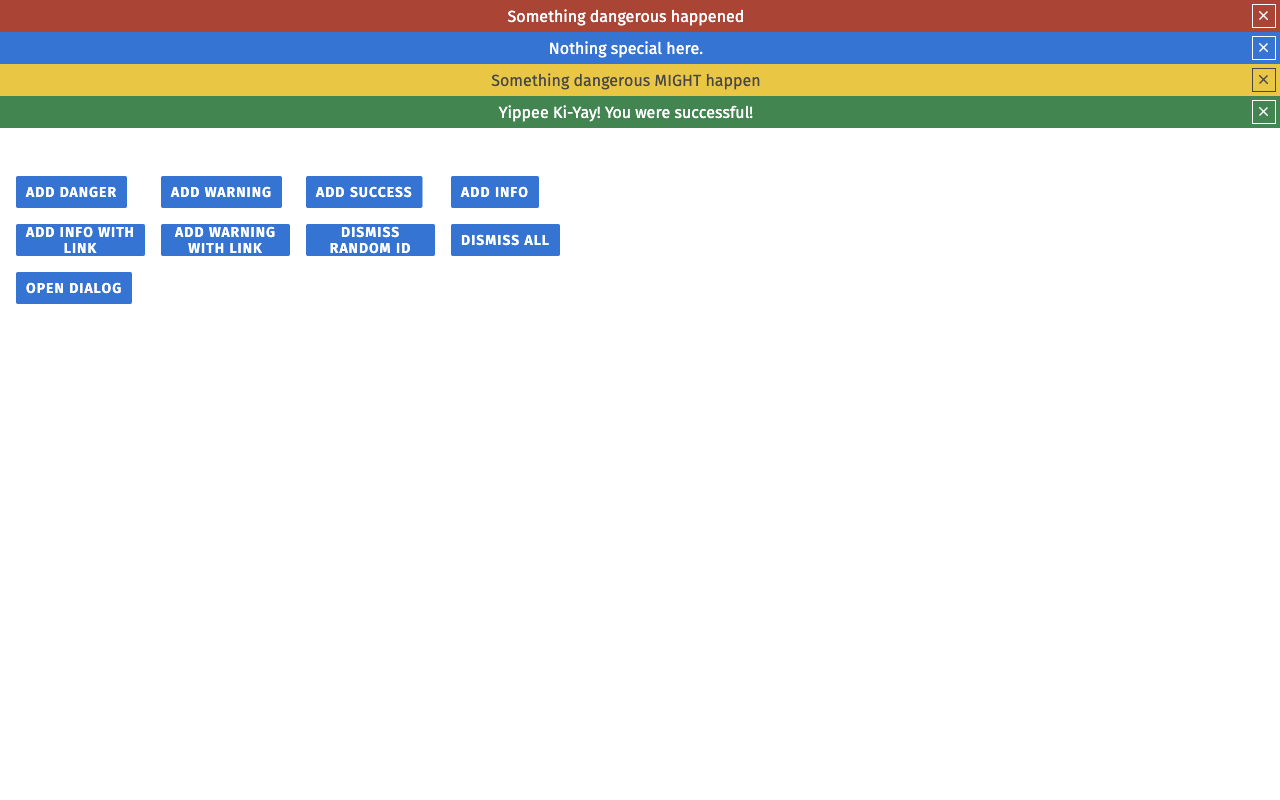 Something dangerous happened
Nothing special here.
Something dangerous MIGHT happen
Yippee Ki-Yay! You were successful!
ADD DANGER
ADD WARNING
ADD SUCCESS
ADD INFO
ADD INFO WITH
LINK
ADD WARNING
WITH LINK
DISMISS
RANDOM ID
DISMISS ALL
OPEN DIALOG